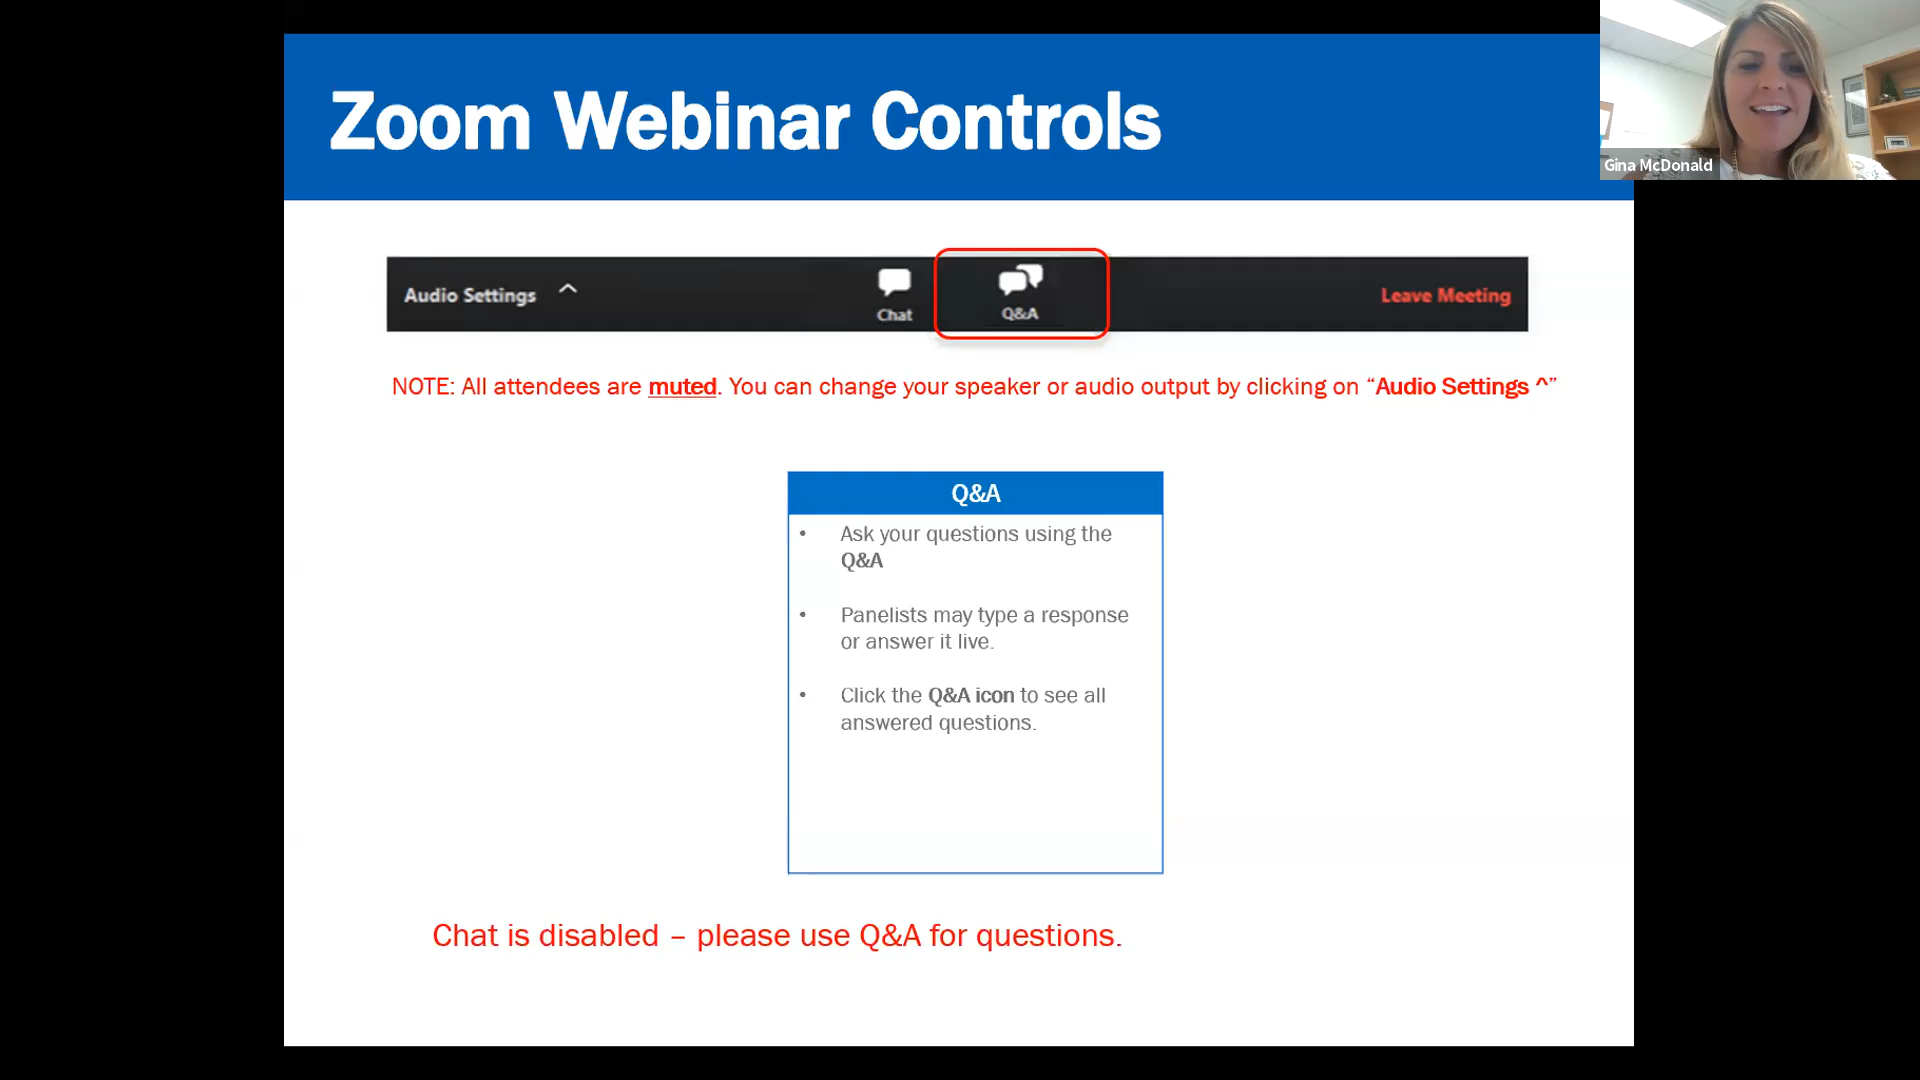 Zoom Webinar Controls
Gina McDonald
Audio Settings ^
Chat
Q&A
Leave Meeting
NOTE: All attendees are muted. You can change your speaker or audio output by clicking on “Audio Settings ^”
Q&A
• Ask your questions using the
Q&A
• Panelists may type a response
or answer it live.
• Click the Q&A icon to see all
answered questions.
Chat is disabled – please use Q&A for questions.